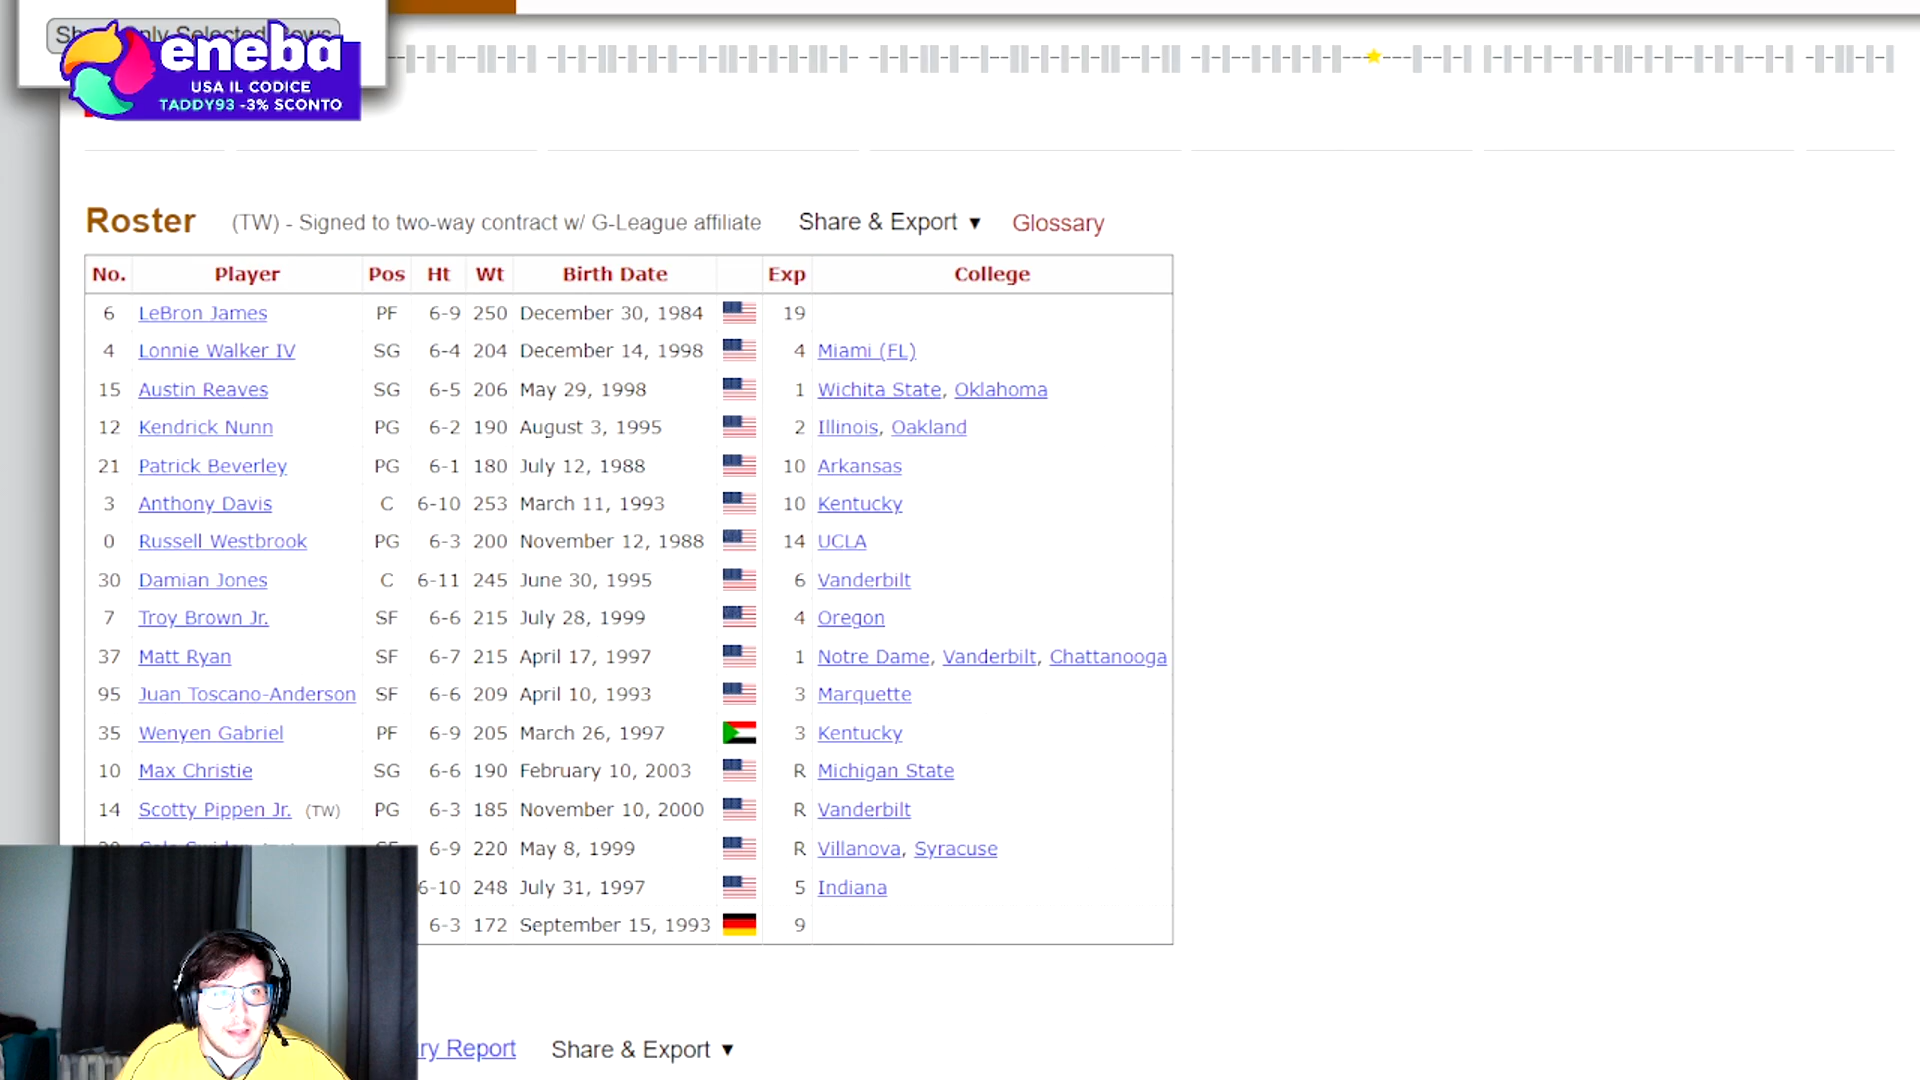 eneba
USA IL CODICE
TADDY93 -3% SCONTO
Roster (TW) - Signed to two-way contract w/ G-League affiliate Share & Export ▼ Glossary
No. Player Pos Ht Wt Birth Date Exp College
6 LeBron James PF 6-9 250 December 30, 1984 19
4 Lonnie Walker IV SG 6-4 204 December 14, 1998 4 Miami (FL)
15 Austin Reaves SG 6-5 206 May 29, 1998 1 Wichita State, Oklahoma
12 Kendrick Nunn PG 6-2 190 August 3, 1995 2 Illinois, Oakland
21 Patrick Beverley PG 6-1 180 July 12, 1988 10 Arkansas
3 Anthony Davis C 6-10 253 March 11, 1993 10 Kentucky
0 Russell Westbrook PG 6-3 200 November 12, 1988 14 UCLA
30 Damian Jones C 6-11 245 June 30, 1995 6 Vanderbilt
7 Troy Brown Jr. SF 6-6 215 July 28, 1999 4 Oregon
37 Matt Ryan SF 6-7 215 April 17, 1997 1 Notre Dame, Vanderbilt, Chattanooga
95 Juan Toscano-Anderson SF 6-6 209 April 10, 1993 3 Marquette
35 Wenyen Gabriel PF 6-9 205 March 26, 1997 3 Kentucky
10 Max Christie SG 6-6 190 February 10, 2003 R Michigan State
14 Scotty Pippen Jr. (TW) PG 6-3 185 November 10, 2000 R Vanderbilt
6-9 220 May 8, 1999 R Villanova, Syracuse
6-10 248 July 31, 1997 5 Indiana
6-3 172 September 15, 1993 9
Report Share & Export ▼